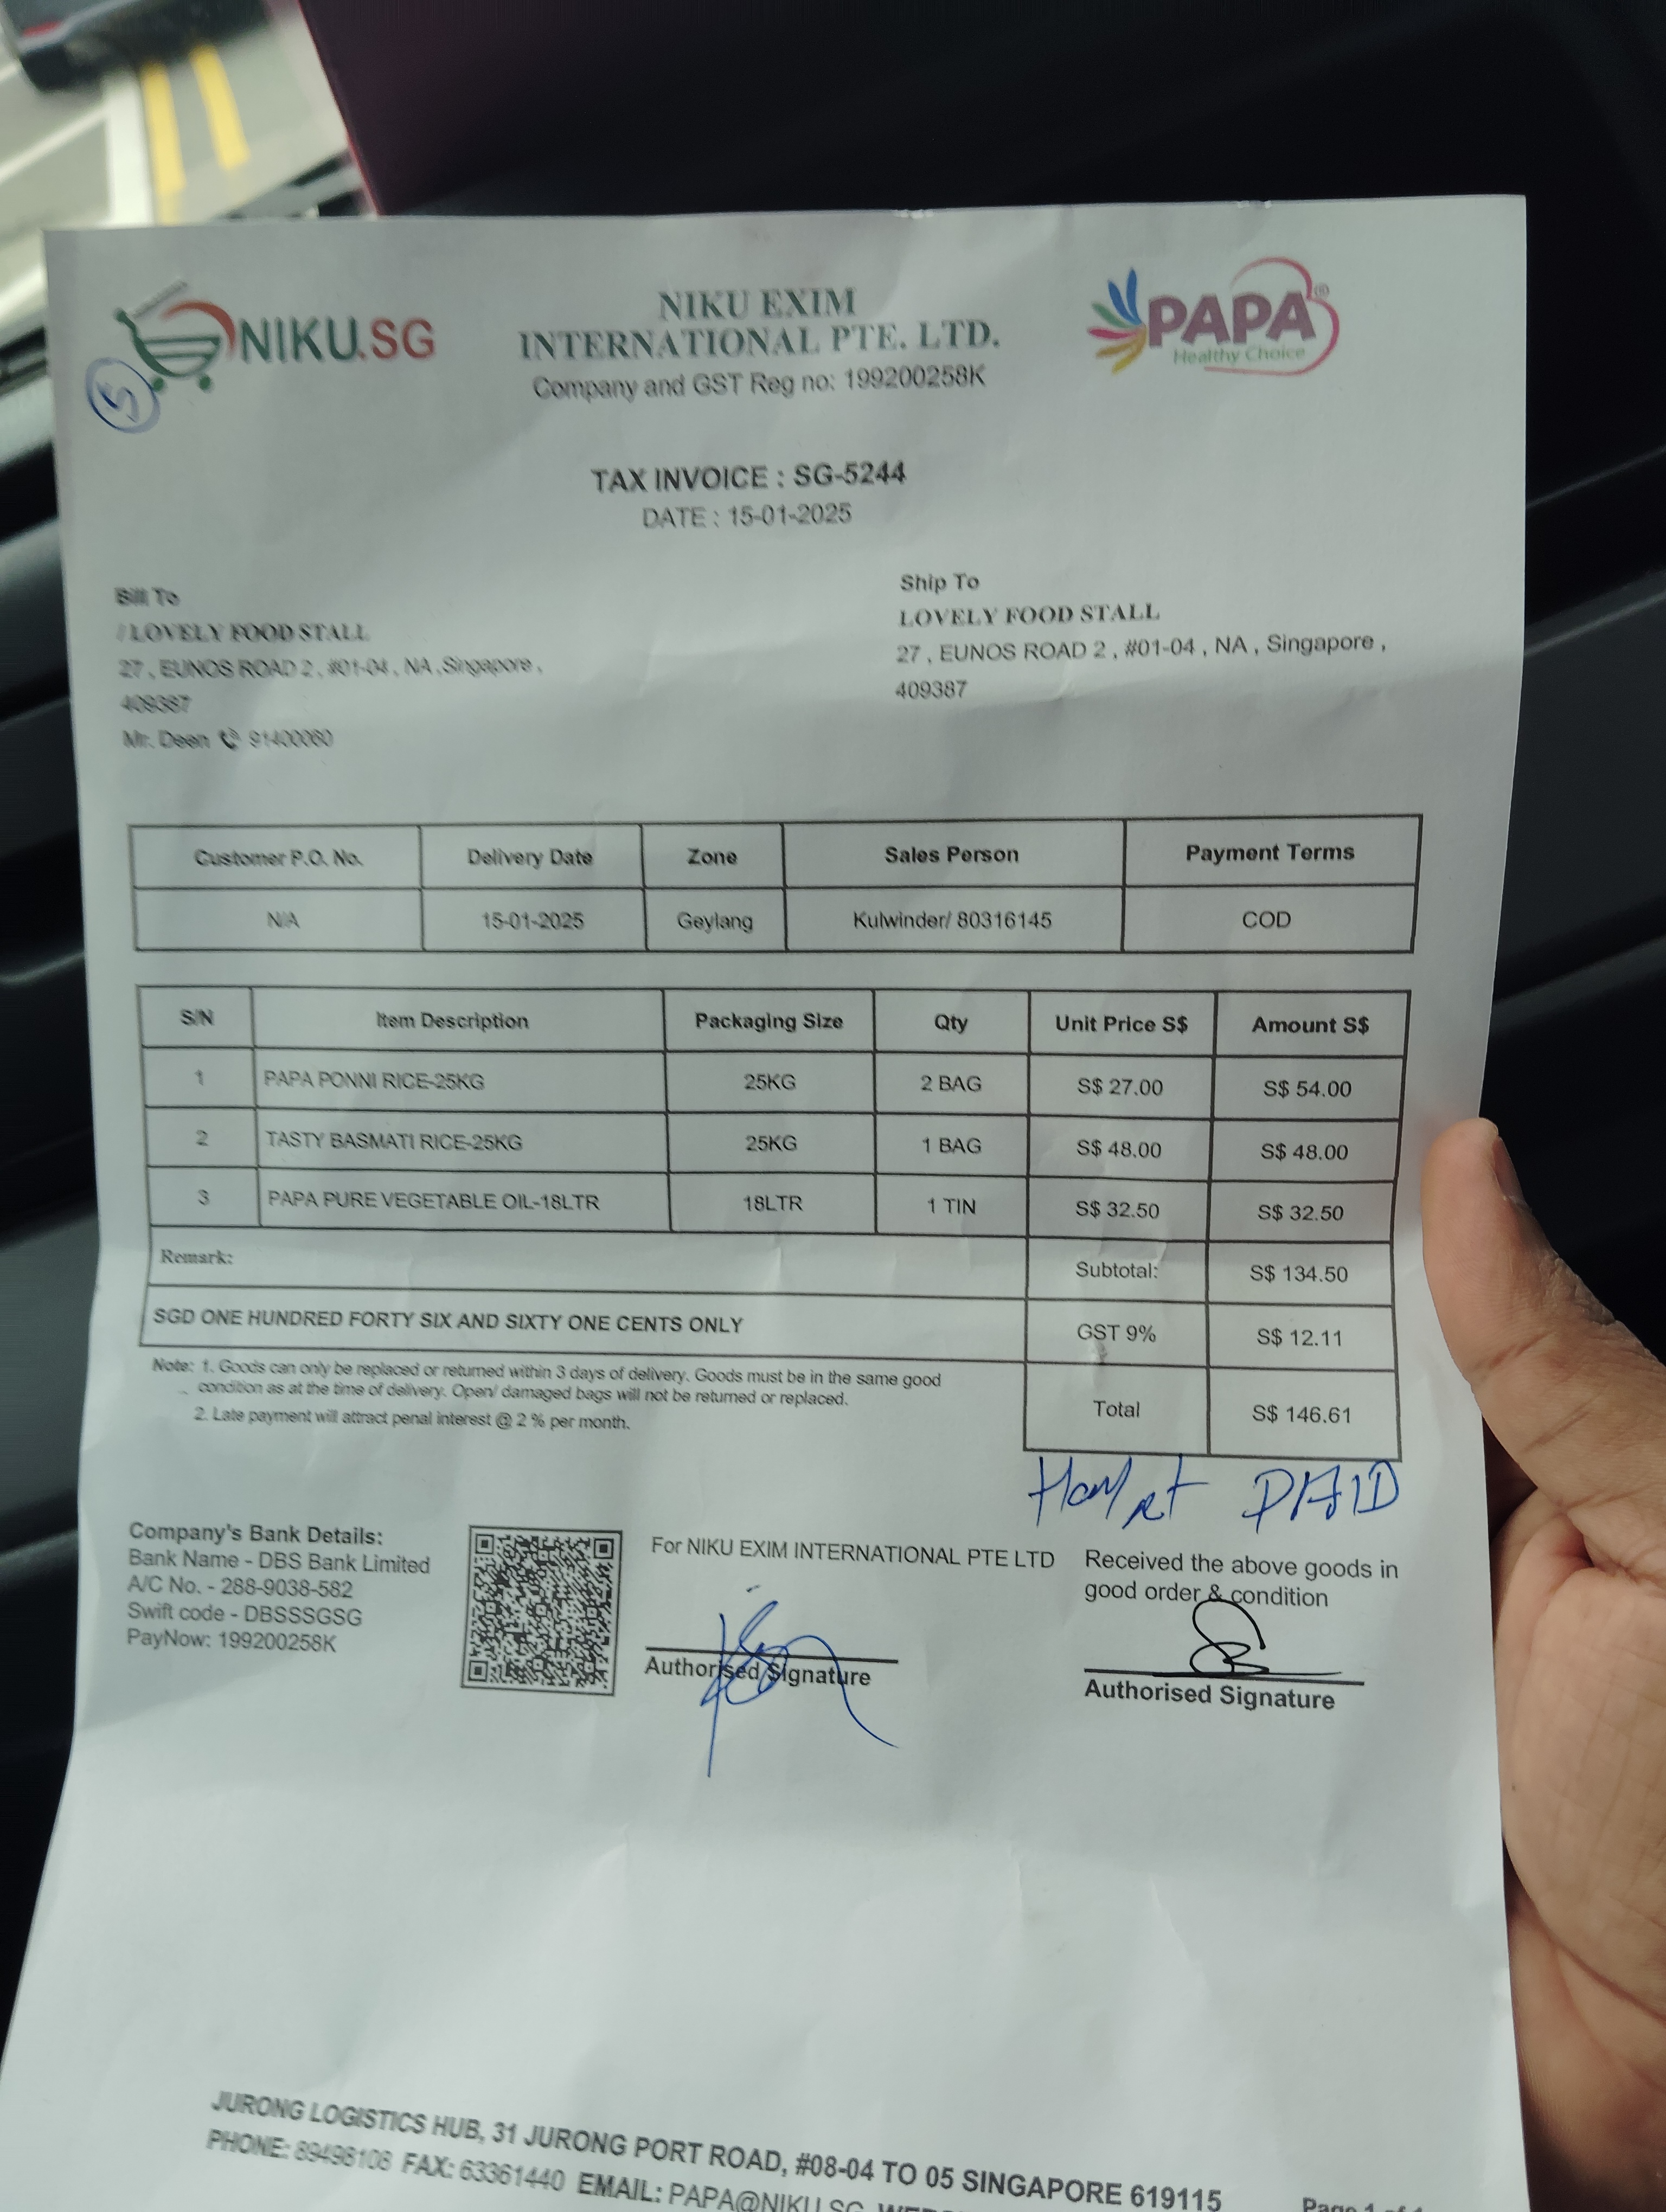 NIKU.SG
NIKU EXIM
INTERNATIONAL PTE. LTD.
Company and GST Reg no: 199200258K
PAPA®
Healthy Choice
5
TAX INVOICE : SG-5244
DATE : 15-01-2025
Bill To
/ LOVELY FOOD STALL
27 , EUNOS ROAD 2 , #01-04 , NA , Singapore ,
409387
Mr. Deen 91400060
Ship To
LOVELY FOOD STALL
27 , EUNOS ROAD 2 , #01-04 , NA , Singapore ,
409387
Customer P.O. No. Delivery Date Zone Sales Person Payment Terms
N/A 15-01-2025 Geylang Kulwinder/ 80316145 COD
S/N Item Description Packaging Size Qty Unit Price S$ Amount S$
1 PAPA PONNI RICE-25KG 25KG 2 BAG S$ 27.00 S$ 54.00
2 TASTY BASMATI RICE-25KG 25KG 1 BAG S$ 48.00 S$ 48.00
3 PAPA PURE VEGETABLE OIL-18LTR 18LTR 1 TIN S$ 32.50 S$ 32.50
Remark: Subtotal: S$ 134.50
SGD ONE HUNDRED FORTY SIX AND SIXTY ONE CENTS ONLY GST 9% S$ 12.11
Total S$ 146.61
Note: 1. Goods can only be replaced or returned within 3 days of delivery. Goods must be in the same good
condition as at the time of delivery. Open/ damaged bags will not be returned or replaced.
2. Late payment will attract penal interest @ 2 % per month.
PAID
Company's Bank Details:
Bank Name - DBS Bank Limited
A/C No. - 288-9038-582
Swift code - DBSSSGSG
PayNow: 199200258K
For NIKU EXIM INTERNATIONAL PTE LTD
Authorised Signature
Received the above goods in
good order & condition
Authorised Signature
JURONG LOGISTICS HUB, 31 JURONG PORT ROAD, #08-04 TO 05 SINGAPORE 619115
PHONE: 89496108 FAX: 63361440 EMAIL: PAPA@NIKU.SG
Page 1 of 1